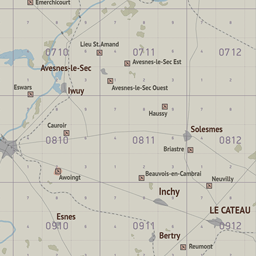 Emerchicourt
Lieu St.Amand
0710
0711
0712
Avesnes-le-Sec Est
Avesnes-le-Sec
Eswars
Iwuy
Avesnes-le-Sec Ouest
Haussy
Cauroir
Solesmes
0810
0811
0812
Briastre
Awoingt
Beauvois-en-Cambrai
Neuvilly
Inchy
Esnes
LE CATEAU
0910
0911
0912
Bertry
Reumont